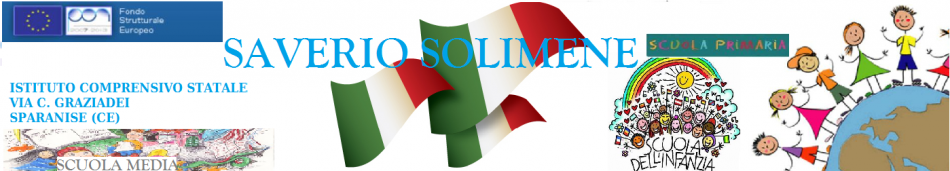 Fondo
Strutturale
Europeo
SAVERIO SOLIMENE
SCUOLA PRIMARIA
ISTITUTO COMPRENSIVO STATALE
VIA C. GRAZIADEI
SPARANISE (CE)
SCUOLA MEDIA
SCUOLA
DELL'INFANZIA